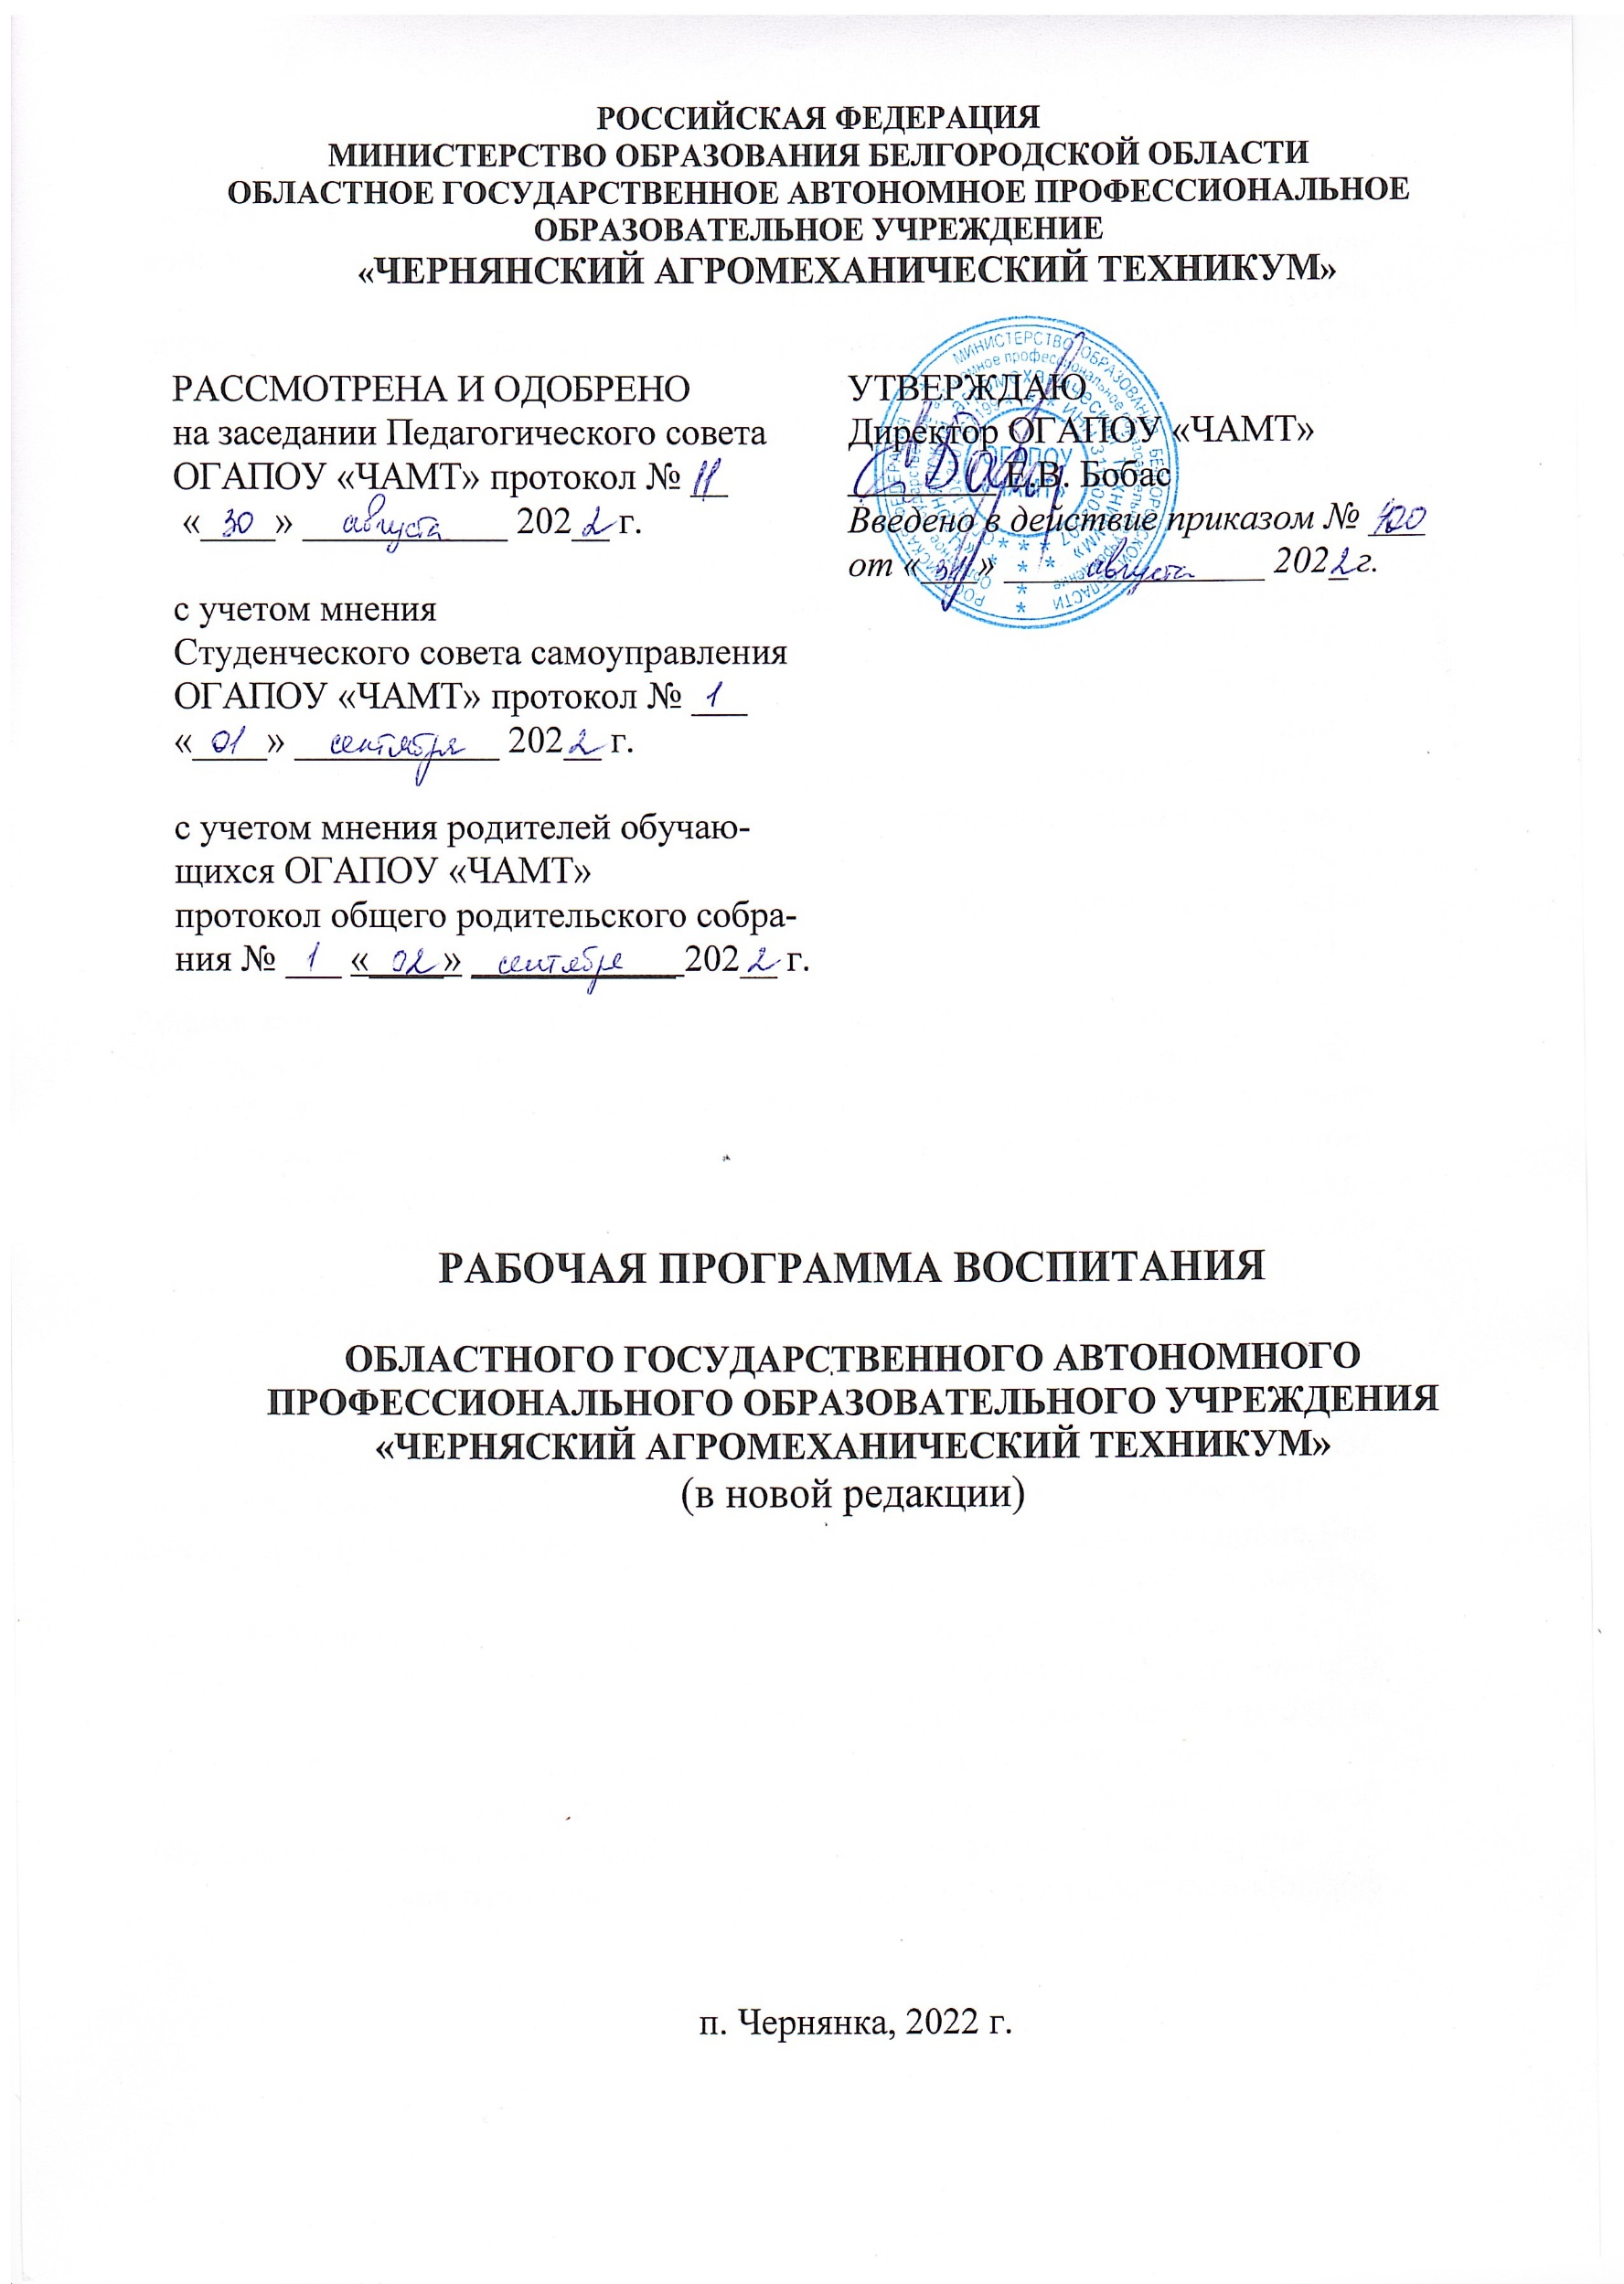 РОССИЙСКАЯ ФЕДЕРАЦИЯ
МИНИСТЕРСТВО ОБРАЗОВАНИЯ БЕЛГОРОДСКОЙ ОБЛАСТИ
ОБЛАСТНОЕ ГОСУДАРСТВЕННОЕ АВТОНОМНОЕ ПРОФЕССИОНАЛЬНОЕ
ОБРАЗОВАТЕЛЬНОЕ УЧРЕЖДЕНИЕ
«ЧЕРНЯНСКИЙ АГРОМЕХАНИЧЕСКИЙ ТЕХНИКУМ»
РАССМОТРЕНА И ОДОБРЕНО
на заседании Педагогического совета
ОГАПОУ «ЧАМТ» протокол № 11
«30» августа 2022 г.
с учетом мнения
Студенческого совета самоуправления
ОГАПОУ «ЧАМТ» протокол № 1
«01» сентября 2022 г.
с учетом мнения родителей обучаю-
щихся ОГАПОУ «ЧАМТ»
протокол общего родительского собра-
ния № 1 «02» сентября 2022 г.
УТВЕРЖДАЮ
Директор ОГАПОУ «ЧАМТ»
Е.В. Бобас
Введено в действие приказом №
от «31» августа 2022 г.
РАБОЧАЯ ПРОГРАММА ВОСПИТАНИЯ
ОБЛАСТНОГО ГОСУДАРСТВЕННОГО АВТОНОМНОГО
ПРОФЕССИОНАЛЬНОГО ОБРАЗОВАТЕЛЬНОГО УЧРЕЖДЕНИЯ
«ЧЕРНЯСКИЙ АГРОМЕХАНИЧЕСКИЙ ТЕХНИКУМ»
(в новой редакции)
п. Чернянка, 2022 г.